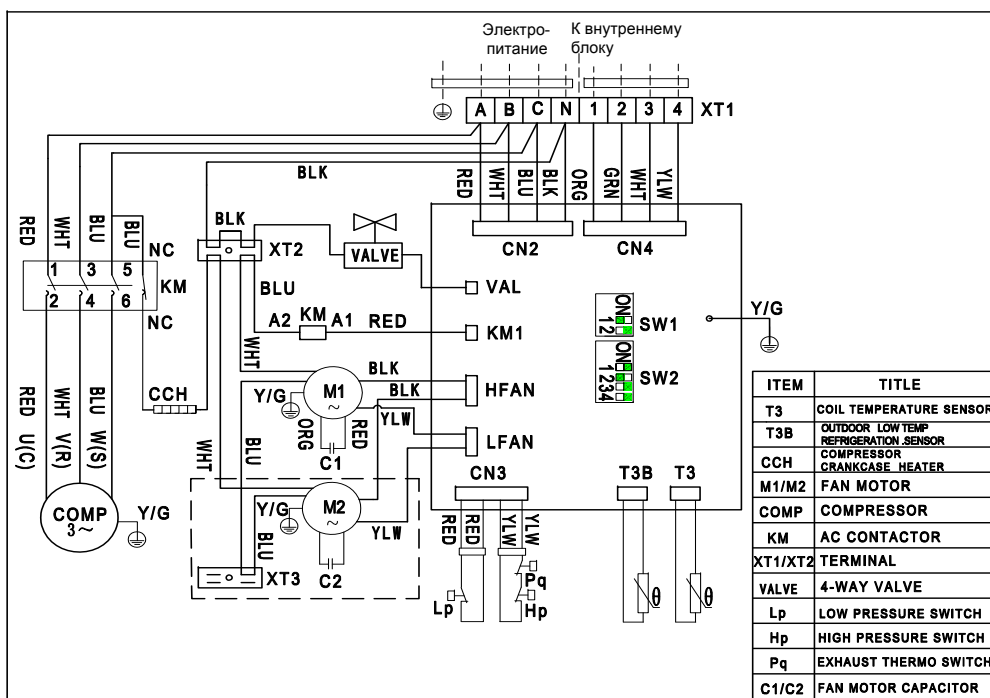 Электро-
питание
К внутреннему
блоку
A B C N 1 2 3 4 XT1
RED
WHT
BLU
BLK
ORG
GRN
WHT
YLW
BLK
RED
WHT
BLU
BLU
NC
1 3 5
KM
2 4 6
NC
BLK
XT2
VALVE
BLU
A2 KM A1 RED
CN2
CN4
VAL
KM1
HFAN
LFAN
ON
12
SW1
ON
1234
SW2
Y/G
WHT
BLK
BLK
M1
~
Y/G
YLW
ORG
RED
C1
CCH
RED U(C)
WHT V(R)
BLU W(S)
COMP
3~
Y/G
WHT
BLU
M2
~
Y/G
YLW
BLU
C2
XT3
CN3
RED
RED
YLW
YLW
Lp
Pq
Hp
T3B
T3
θ
θ
ITEM TITLE
T3 COIL TEMPERATURE SENSOR
T3B OUTDOOR LOW TEMP
REFRIGERATION .SENSOR
CCH COMPRESSOR
CRANKCASE HEATER
M1/M2 FAN MOTOR
COMP COMPRESSOR
KM AC CONTACTOR
XT1/XT2 TERMINAL
VALVE 4-WAY VALVE
Lp LOW PRESSURE SWITCH
Hp HIGH PRESSURE SWITCH
Pq EXHAUST THERMO SWITCH
C1/C2 FAN MOTOR CAPACITOR